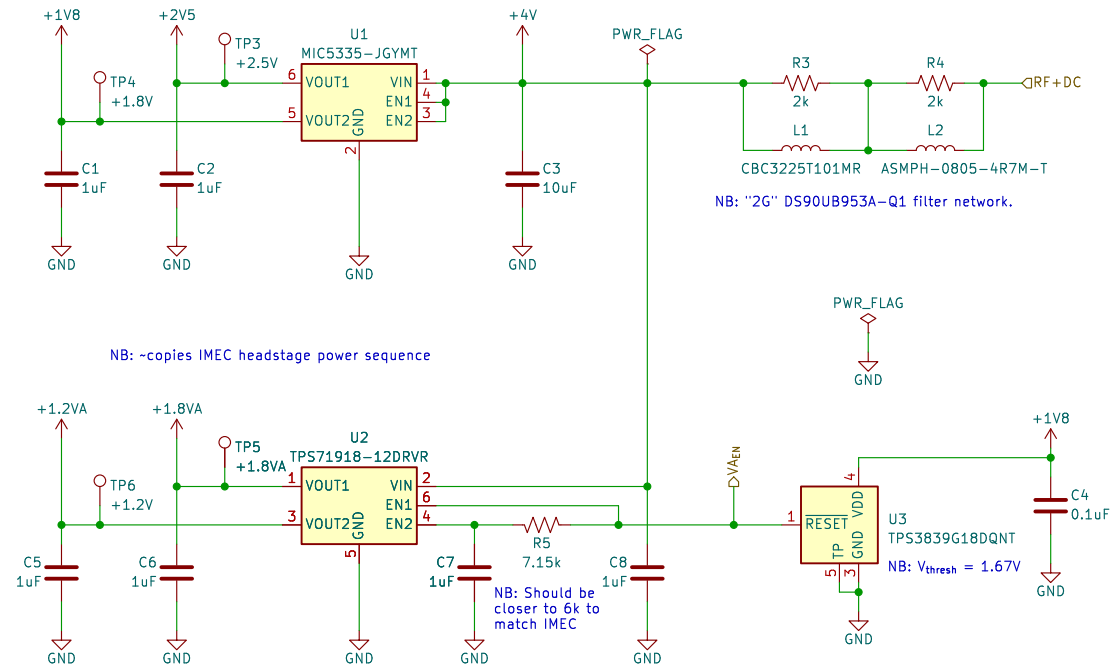 +1V8
+2V5
TP3
+2.5V
TP4
+1.8V
U1
MIC5335-JGYMT
6
VOUT1
VIN
1
EN1
4
5
VOUT2
EN2
3
GND
2
+4V
PWR_FLAG
R3
2k
R4
2k
RF+DC
L1
CBC3225T101MR
L2
ASMPH-0805-4R7M-T
C1
1uF
C2
1uF
C3
10uF
NB: "2G" DS90UB953A-Q1 filter network.
GND
GND
GND
GND
PWR_FLAG
GND
NB: ~copies IMEC headstage power sequence
+1.2VA
+1.8VA
TP5
+1.8VA
TP6
+1.2V
U2
TPS71918-12DRVR
1
VOUT1
VIN
2
EN1
6
3
VOUT2
EN2
4
GND
5
R5
7.15k
VAEN
+1V8
1
RESET
VDD
4
TP
5
GND
3
U3
TPS3839G18DQNT
NB: Vthresh = 1.67V
C4
0.1uF
GND
C5
1uF
C6
1uF
C7
1uF
C8
1uF
NB: Should be
closer to 6k to
match IMEC
GND
GND
GND
GND
GND
GND